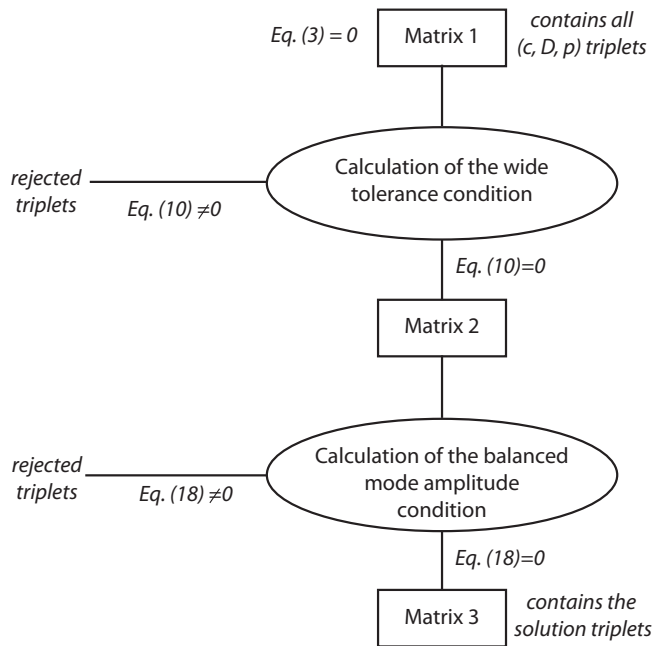 Eq. (3) = 0
Matrix 1
contains all
(c, D, p) triplets
Calculation of the wide
tolerance condition
rejected
triplets
Eq. (10) ≠0
Eq. (10)=0
Matrix 2
Calculation of the balanced
mode amplitude
condition
rejected
triplets
Eq. (18) ≠0
Eq. (18)=0
Matrix 3
contains the
solution triplets